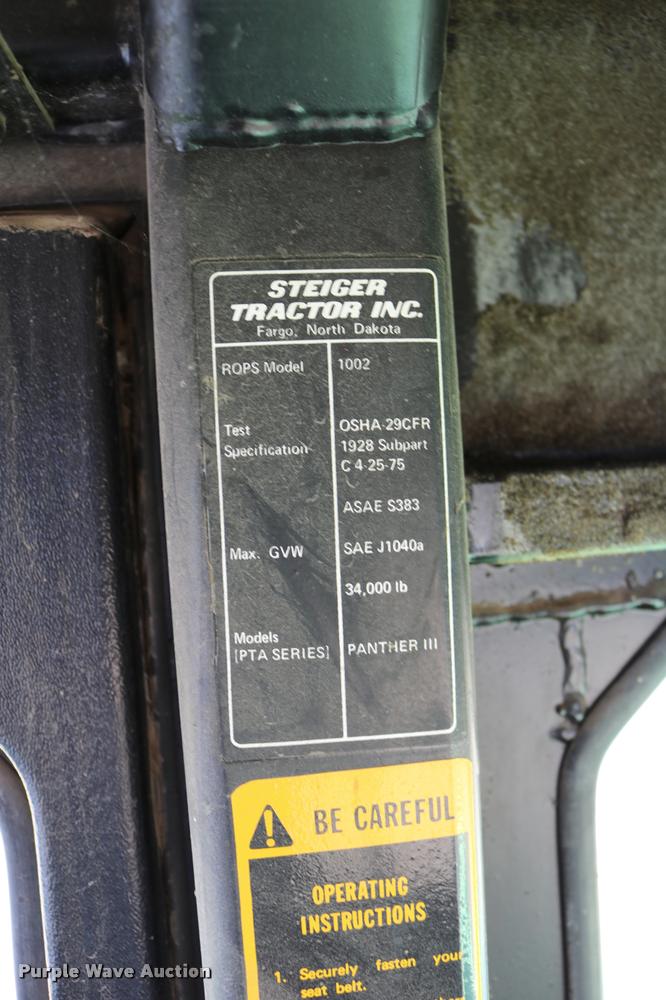 STEIGER
TRACTOR INC.
Fargo, North Dakota
ROPS Model 1002
Test OSHA-29CFR
Specification 1928 Subpart
C 4-25-75
ASAE S383
Max. GVW SAE J1040a
34,000 lb
Models
[PTA SERIES] PANTHER III
BE CAREFUL
OPERATING
INSTRUCTIONS
1. Securely fasten your
seat belt.
Purple Wave Auction